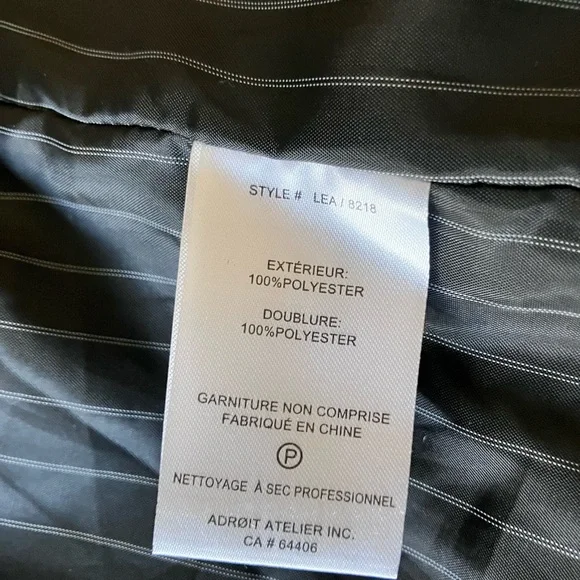 STYLE # LEA / 8218
EXTÉRIEUR:
100%POLYESTER
DOUBLURE:
100%POLYESTER
GARNITURE NON COMPRISE
FABRIQUÉ EN CHINE
P
NETTOYAGE À SEC PROFESSIONNEL
ADRØIT ATELIER INC.
CA # 64406